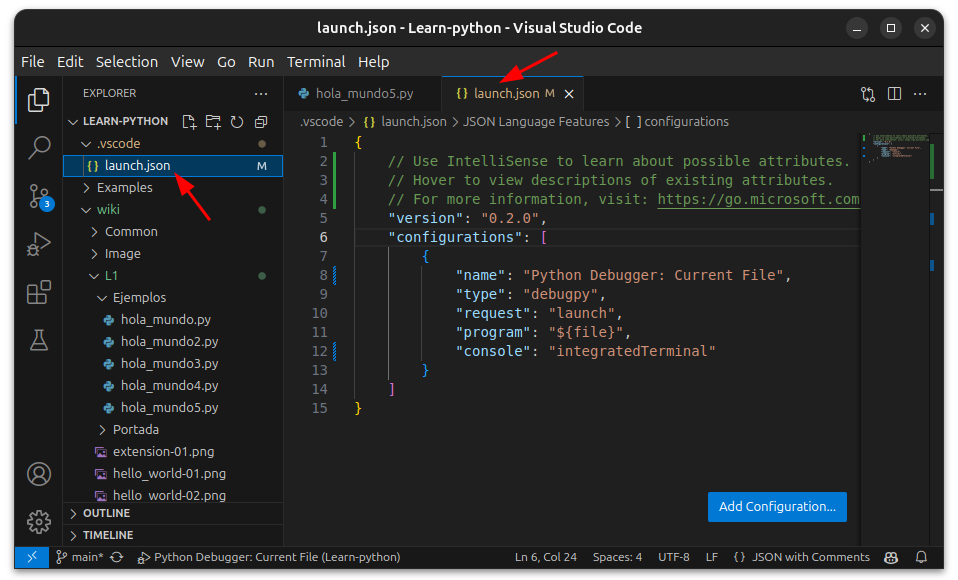 launch.json - Learn-python - Visual Studio Code
File Edit Selection View Go Run Terminal Help
EXPLORER
LEARN-PYTHON
.vscode
{} launch.json M
Examples
wiki
Common
Image
L1
Ejemplos
hola_mundo.py
hola_mundo2.py
hola_mundo3.py
hola_mundo4.py
hola_mundo5.py
Portada
extension-01.png
hello_world-01.png
hello_world-02.png
OUTLINE
TIMELINE
3
hola_mundo5.py {} launch.json M
.vscode > {} launch.json > JSON Language Features > [ ] configurations
1 {
2 // Use IntelliSense to learn about possible attributes.
3 // Hover to view descriptions of existing attributes.
4 // For more information, visit: https://go.microsoft.com
5 "version": "0.2.0",
6 "configurations": [
7 {
8 "name": "Python Debugger: Current File",
9 "type": "debugpy",
10 "request": "launch",
11 "program": "${file}",
12 "console": "integratedTerminal"
13 }
14 ]
15 }
Add Configuration...
main* Python Debugger: Current File (Learn-python) Ln 6, Col 24 Spaces: 4 UTF-8 LF {} JSON with Comments